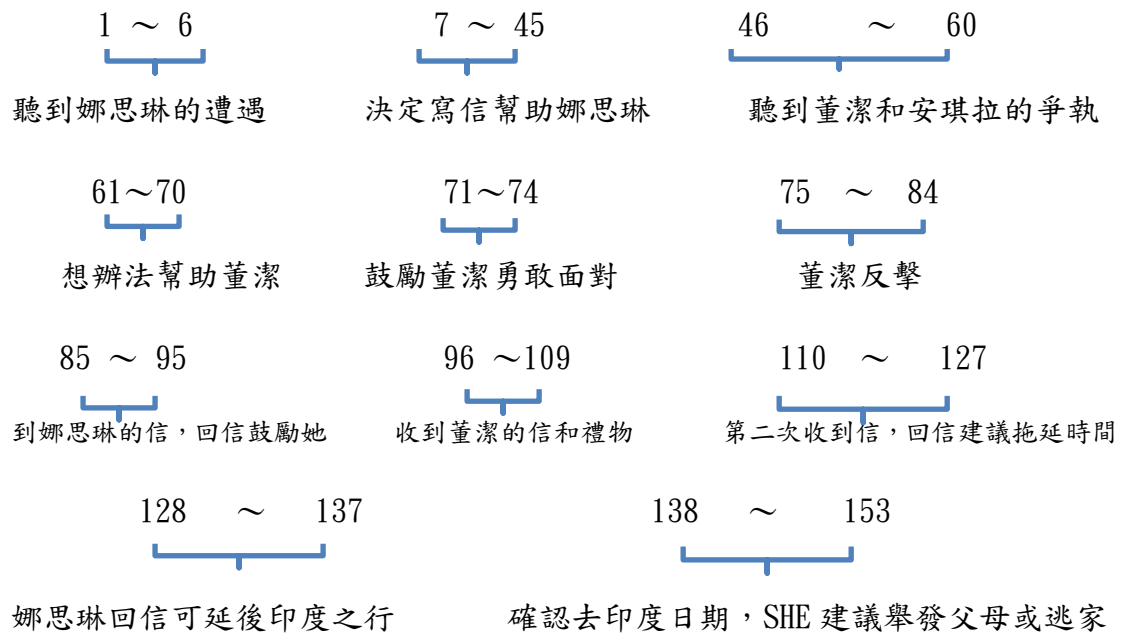 1 ～ 6 7 ～ 45 46 ～ 60
聽到娜思琳的遭遇 決定寫信幫助娜思琳 聽到董潔和安琪拉的爭執
61～70 71～74 75 ～ 84
想辦法幫助董潔 鼓勵董潔勇敢面對 董潔反擊
85 ～ 95 96 ～109 110 ～ 127
到娜思琳的信，回信鼓勵她 收到董潔的信和禮物 第二次收到信，回信建議拖延時間
128 ～ 137 138 ～ 153
娜思琳回信可延後印度之行 確認去印度日期，SHE 建議舉發父母或逃家